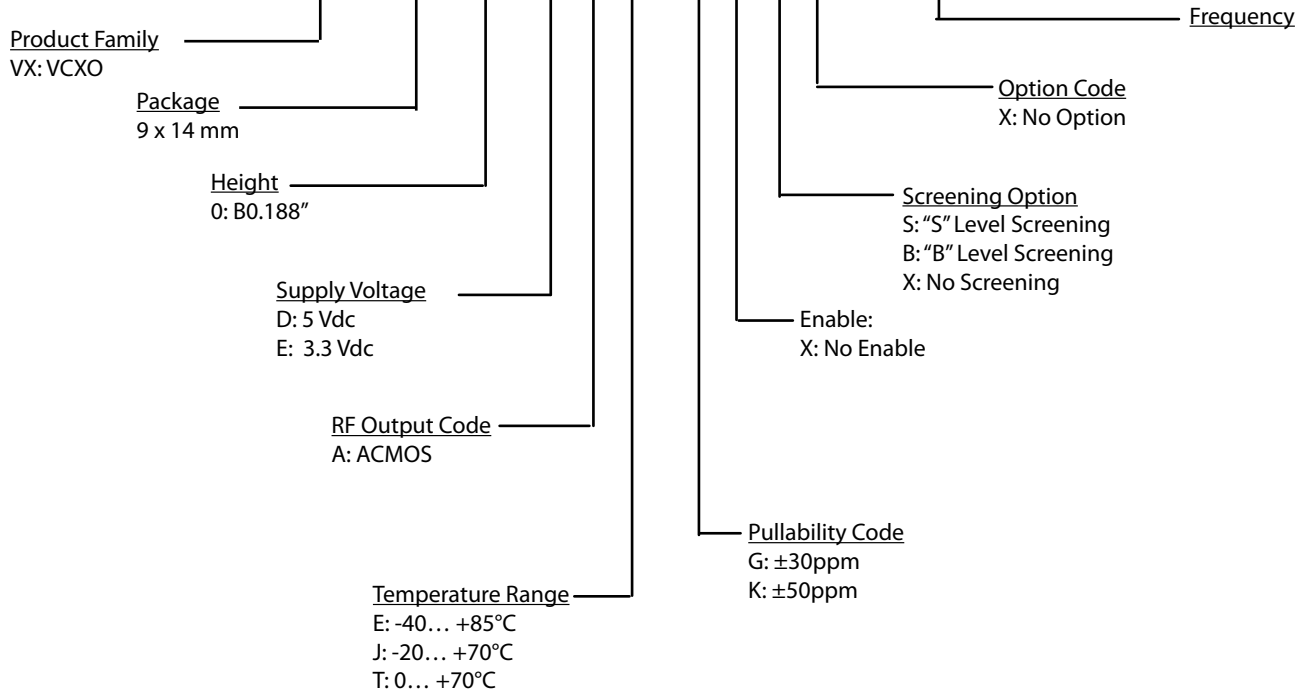 Frequency
Product Family
VX: VCXO
Package
9 x 14 mm
Height
0: B0.188”
Supply Voltage
D: 5 Vdc
E: 3.3 Vdc
RF Output Code
A: ACMOS
Temperature Range
E: -40… +85°C
J: -20… +70°C
T: 0… +70°C
Option Code
X: No Option
Screening Option
S: “S” Level Screening
B: “B” Level Screening
X: No Screening
Enable:
X: No Enable
Pullability Code
G: ±30ppm
K: ±50ppm